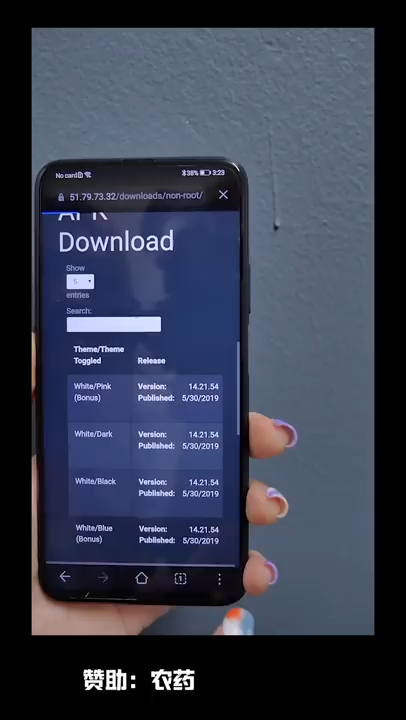 No card
38% 3:23
51.79.73.32/downloads/non-root/
APK
Download
Show
5
entries
Search:
Theme/Theme
Toggled
Release
White/Pink
(Bonus)
Version: 14.21.54
Published: 5/30/2019
White/Dark
Version: 14.21.54
Published: 5/30/2019
White/Black
Version: 14.21.54
Published: 5/30/2019
White/Blue
(Bonus)
Version: 14.21.54
Published: 5/30/2019
1
赞助：农药